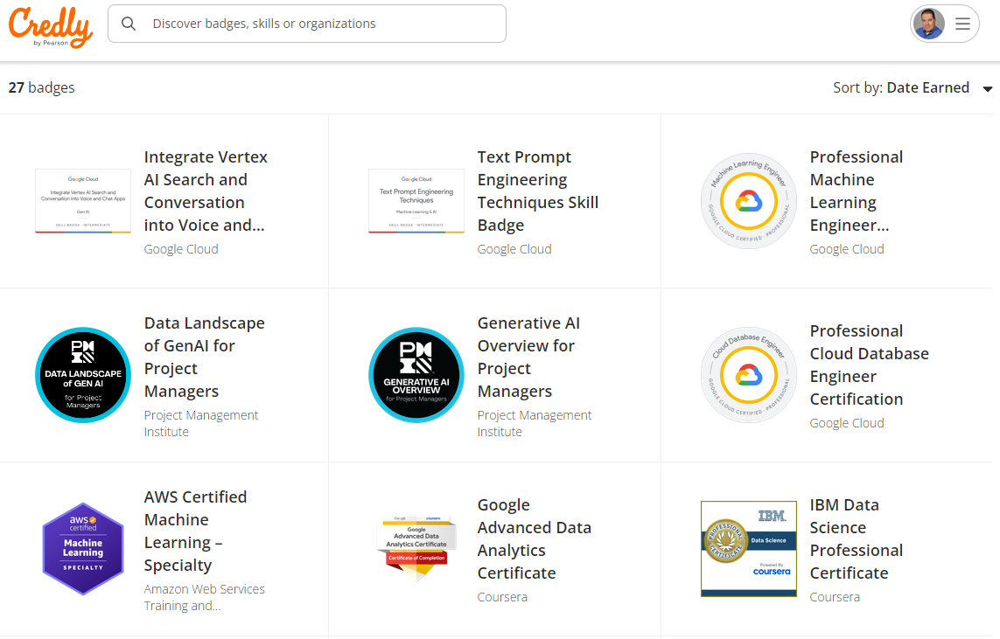 Credly
by Pearson
Discover badges, skills or organizations
27 badges
Sort by: Date Earned
Google Cloud
Integrate Vertex AI Search and
Conversation into Voice and Chat Apps
Gen AI
SKILL BADGE · INTERMEDIATE
Integrate Vertex
AI Search and
Conversation
into Voice and...
Google Cloud
Google Cloud
Text Prompt Engineering
Techniques
Machine Learning & AI
SKILL BADGE · INTERMEDIATE
Text Prompt
Engineering
Techniques Skill
Badge
Google Cloud
Machine Learning Engineer
GOOGLE CLOUD CERTIFIED · PROFESSIONAL
Professional
Machine
Learning
Engineer...
Google Cloud
PMI
DATA LANDSCAPE
of GEN AI
for Project
Managers
Data Landscape
of GenAI for
Project
Managers
Project Management
Institute
PMI
GENERATIVE AI
OVERVIEW
for Project Managers
Generative AI
Overview for
Project
Managers
Project Management
Institute
Cloud Database Engineer
GOOGLE CLOUD CERTIFIED · PROFESSIONAL
Professional
Cloud Database
Engineer
Certification
Google Cloud
aws
certified
Machine
Learning
SPECIALTY
AWS Certified
Machine
Learning –
Specialty
Amazon Web Services
Training and...
Google coursera
Google
Advanced Data
Analytics Certificate
Certificate of Completion
Google
Advanced Data
Analytics
Certificate
Coursera
IBM
PROFESSIONAL
CERTIFICATE
Data Science
Powered By
coursera
IBM Data
Science
Professional
Certificate
Coursera